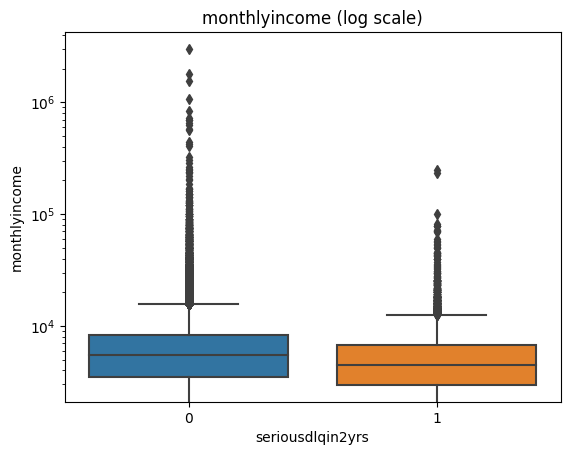 monthlyincome (log scale)
monthlyincome
10⁶
10⁵
10⁴
0 1
seriousdlqin2yrs